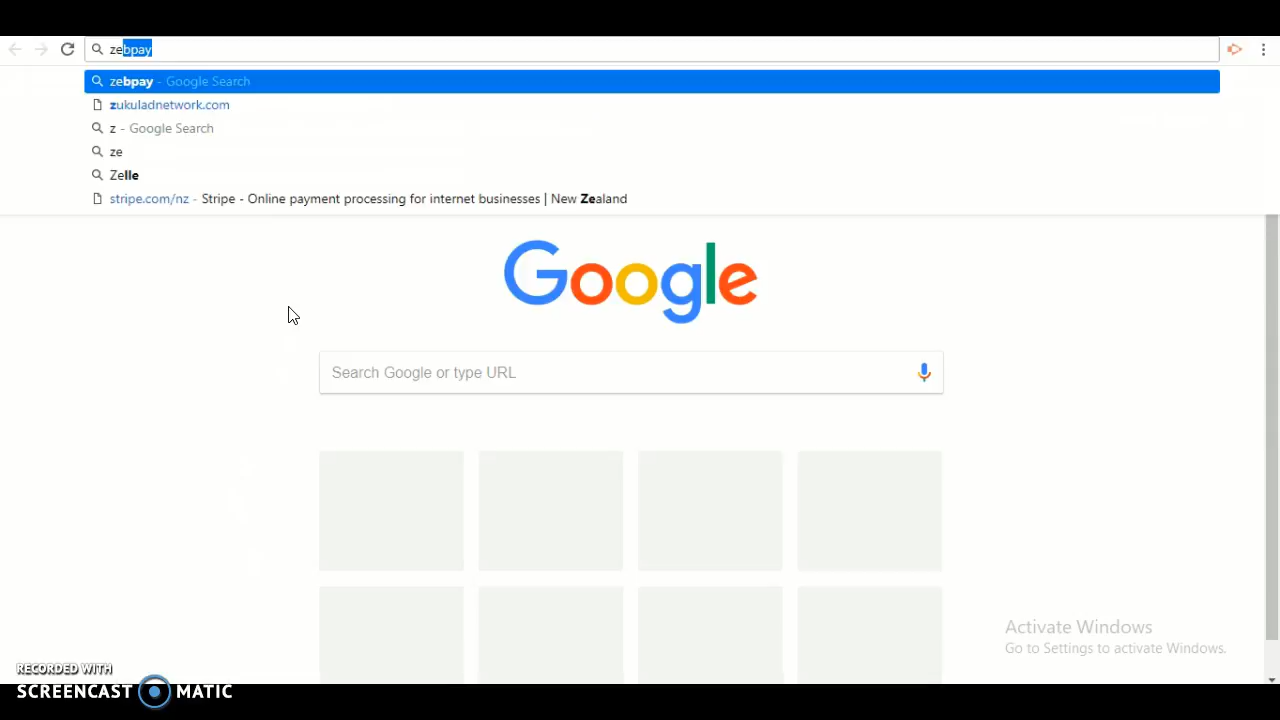 zebpay
zebpay - Google Search
zukuladnetwork.com
z - Google Search
ze
Zelle
stripe.com/nz - Stripe - Online payment processing for internet businesses | New Zealand
Google
Search Google or type URL
Activate Windows
Go to Settings to activate Windows.
RECORDED WITH
SCREENCAST MATIC